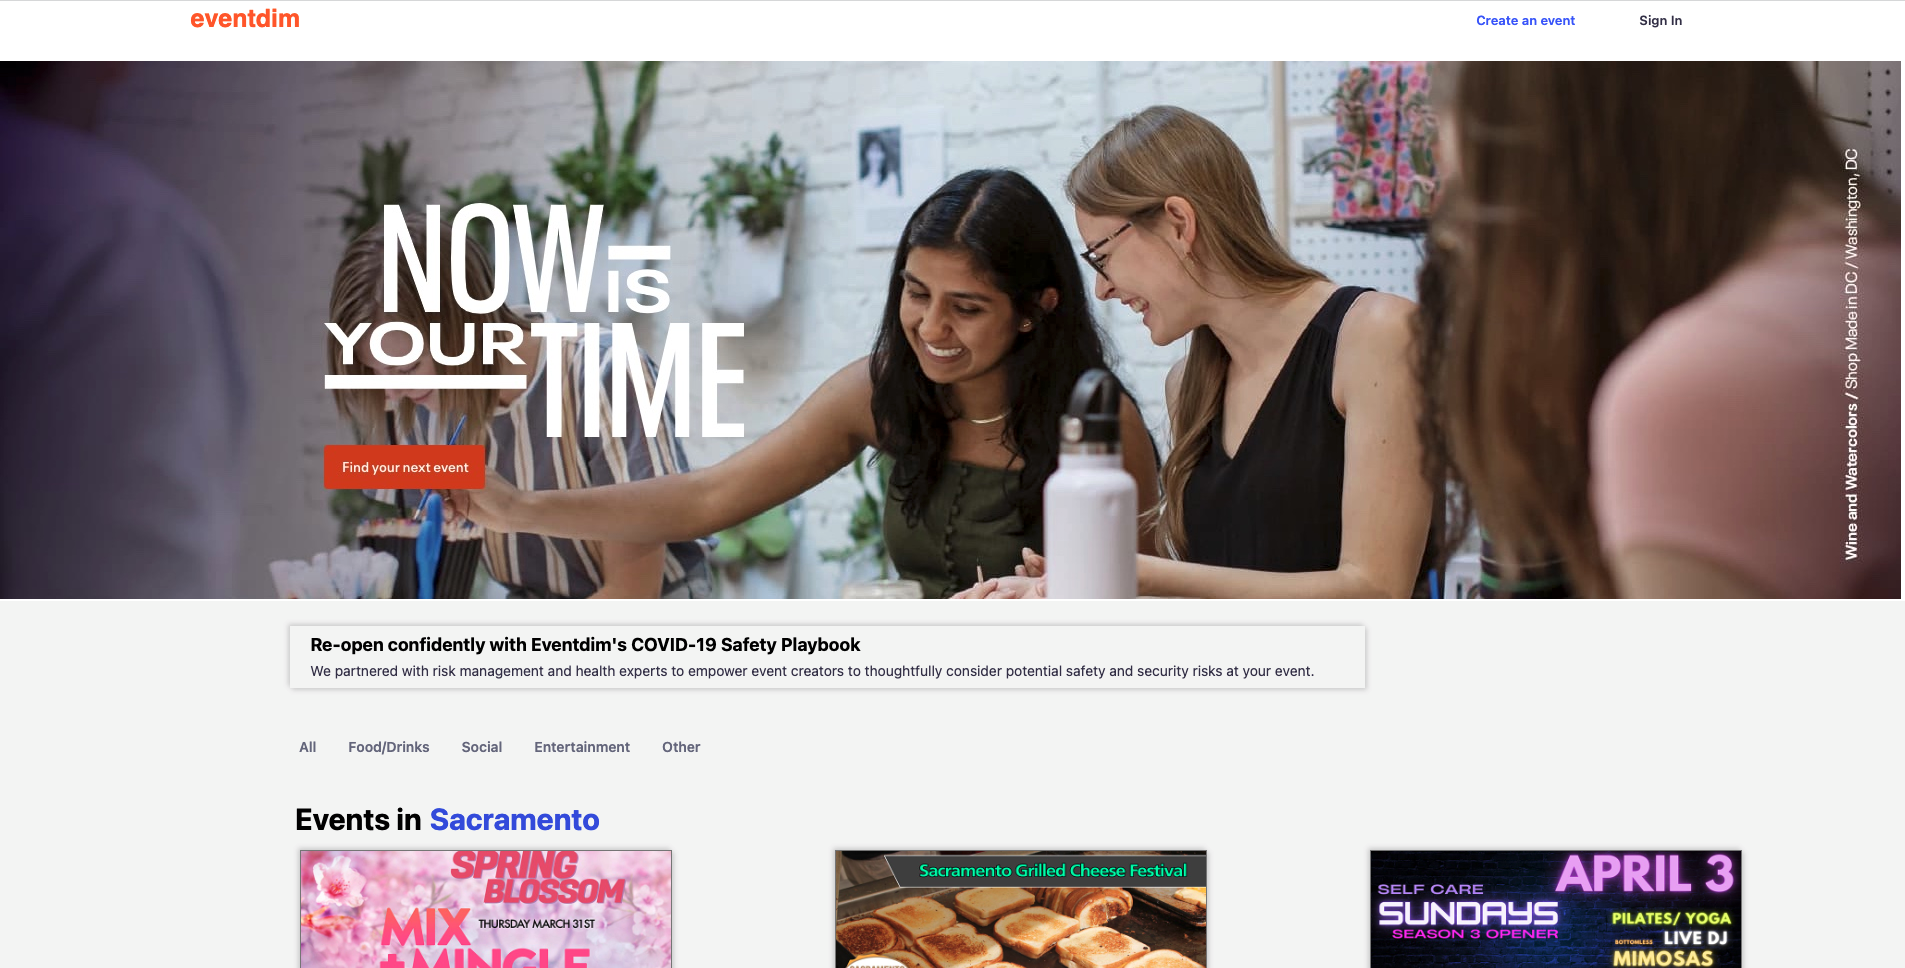 eventdim
Create an event
Sign In
NOW IS
YOUR TIME
Find your next event
Wine and Watercolors / Shop Made in DC / Washington, DC
Re-open confidently with Eventdim's COVID-19 Safety Playbook
We partnered with risk management and health experts to empower event creators to thoughtfully consider potential safety and security risks at your event.
All
Food/Drinks
Social
Entertainment
Other
Events in Sacramento
SPRING
BLOSSOM
THURSDAY MARCH 31ST
MIX
+ MINGLE
Sacramento Grilled Cheese Festival
SACRAMENTO
APRIL 3
SELF CARE
SUNDAYS
SEASON 3 OPENER
PILATES/ YOGA
LIVE DJ
BOTTOMLESS
MIMOSAS